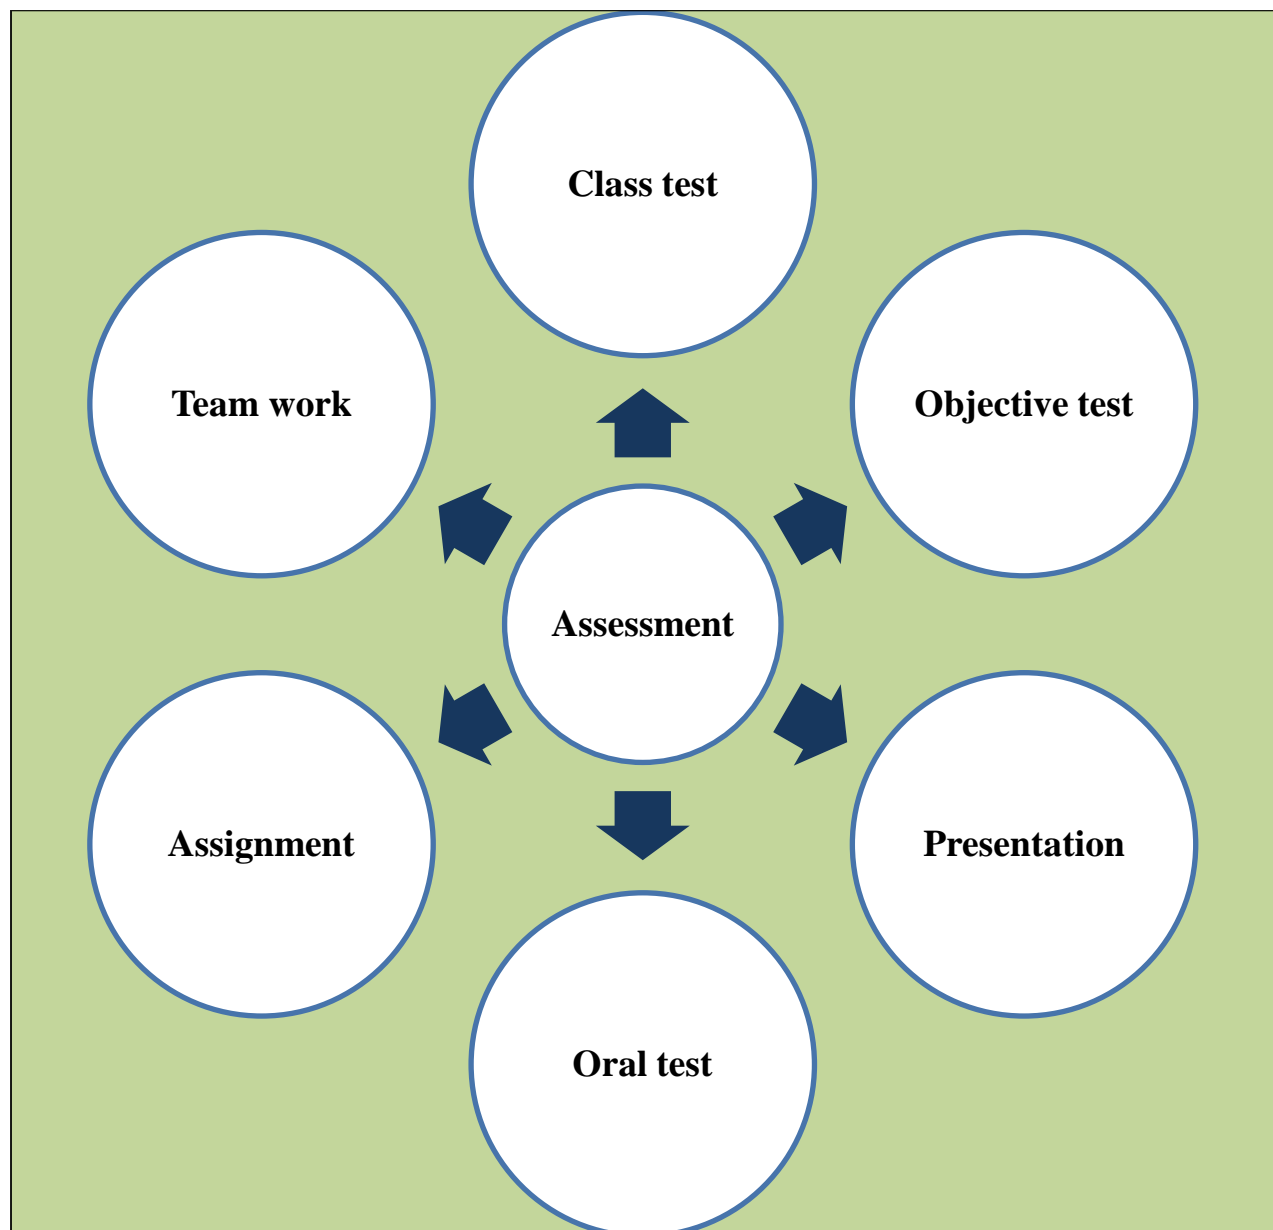 Class test
Team work
Objective test
Assessment
Assignment
Presentation
Oral test